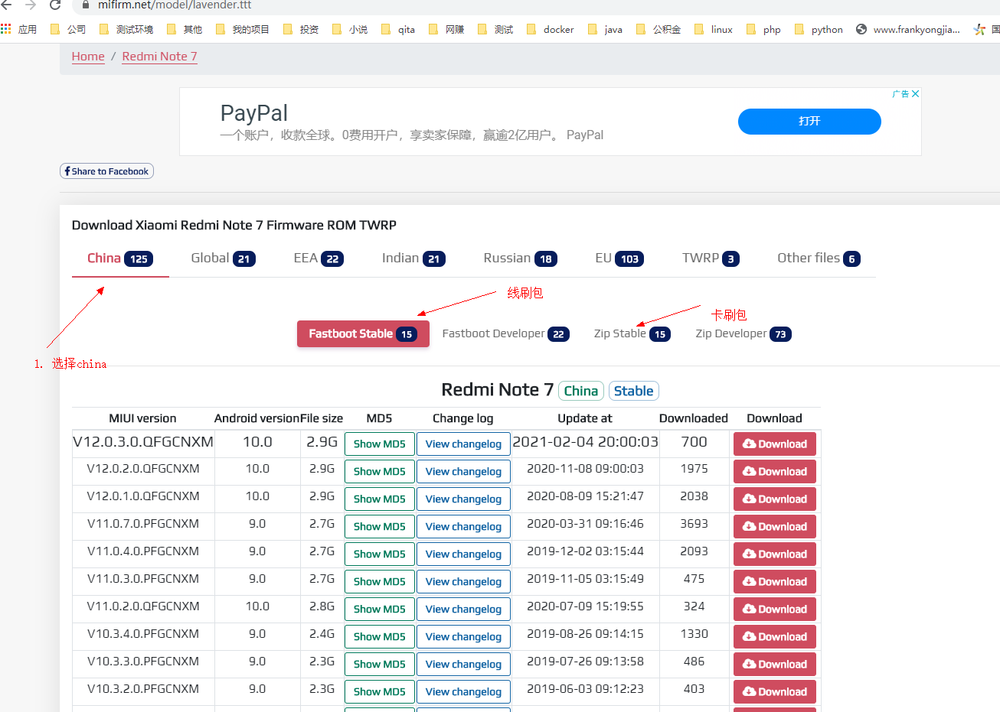 mifirm.net/model/lavender.ttt
应用 公司 测试环境 其他 我的项目 投资 小说 qita 网赚 测试 docker java 公积金 linux php python www.frankyongjia... 国
Home / Redmi Note 7
广告
PayPal
一个账户，收款全球。0费用开户，享卖家保障，赢逾2亿用户。 PayPal
打开
Share to Facebook
Download Xiaomi Redmi Note 7 Firmware ROM TWRP
China 125 Global 21 EEA 22 Indian 21 Russian 18 EU 103 TWRP 3 Other files 6
线刷包
卡刷包
Fastboot Stable 15 Fastboot Developer 22 Zip Stable 15 Zip Developer 73
1. 选择china
Redmi Note 7 China Stable
MIUI version Android version File size MD5 Change log Update at Downloaded Download
V12.0.3.0.QFGCNXM 10.0 2.9G Show MD5 View changelog 2021-02-04 20:00:03 700 Download
V12.0.2.0.QFGCNXM 10.0 2.9G Show MD5 View changelog 2020-11-08 09:00:03 1975 Download
V12.0.1.0.QFGCNXM 10.0 2.9G Show MD5 View changelog 2020-08-09 15:21:47 2038 Download
V11.0.7.0.PFGCNXM 9.0 2.7G Show MD5 View changelog 2020-03-31 09:16:46 3693 Download
V11.0.4.0.PFGCNXM 9.0 2.7G Show MD5 View changelog 2019-12-02 03:15:44 2093 Download
V11.0.3.0.PFGCNXM 9.0 2.7G Show MD5 View changelog 2019-11-05 03:15:49 475 Download
V11.0.2.0.QFGCNXM 10.0 2.8G Show MD5 View changelog 2020-07-09 15:19:55 324 Download
V10.3.4.0.PFGCNXM 9.0 2.4G Show MD5 View changelog 2019-08-26 09:14:15 1330 Download
V10.3.3.0.PFGCNXM 9.0 2.3G Show MD5 View changelog 2019-07-26 09:13:58 486 Download
V10.3.2.0.PFGCNXM 9.0 2.3G Show MD5 View changelog 2019-06-03 09:12:23 403 Download